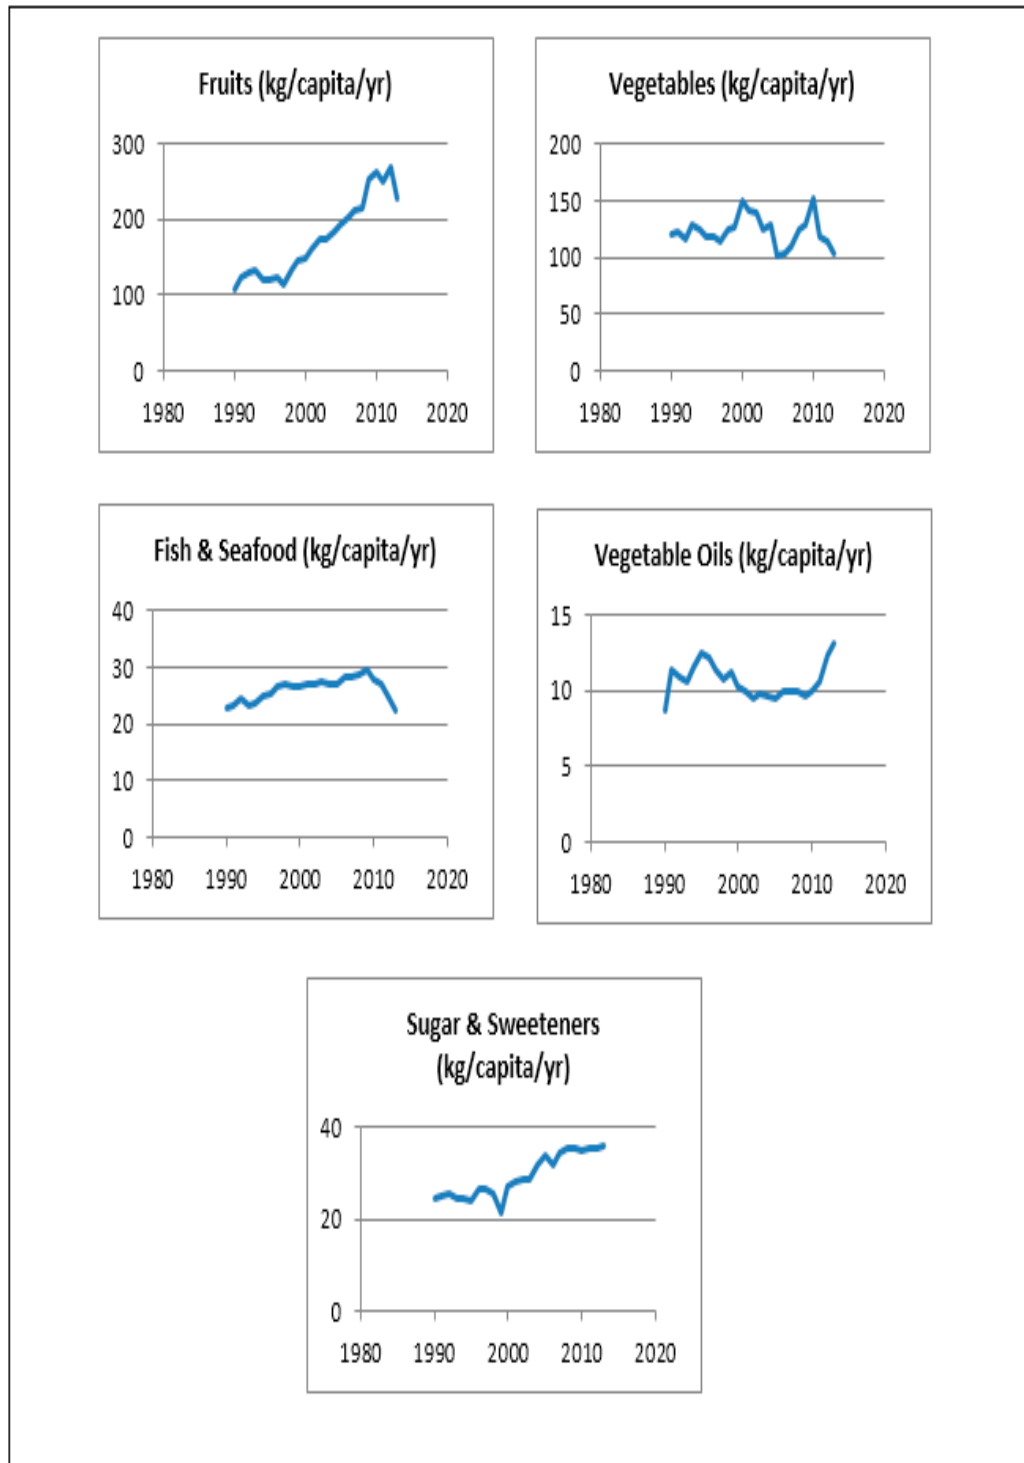 Fruits (kg/capita/yr)
300
200
100
0
1980 1990 2000 2010 2020
Vegetables (kg/capita/yr)
200
150
100
50
0
1980 1990 2000 2010 2020
Fish & Seafood (kg/capita/yr)
40
30
20
10
0
1980 1990 2000 2010 2020
Vegetable Oils (kg/capita/yr)
15
10
5
0
1980 1990 2000 2010 2020
Sugar & Sweeteners
(kg/capita/yr)
40
20
0
1980 1990 2000 2010 2020